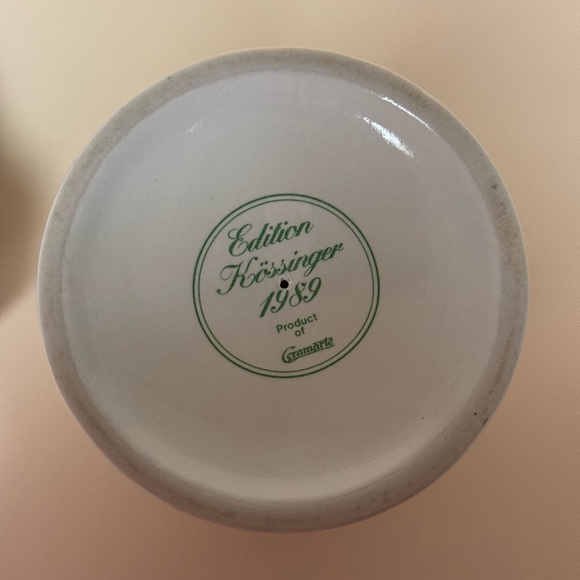 Edition
Kössinger
1989
Product
of
Ceramarte